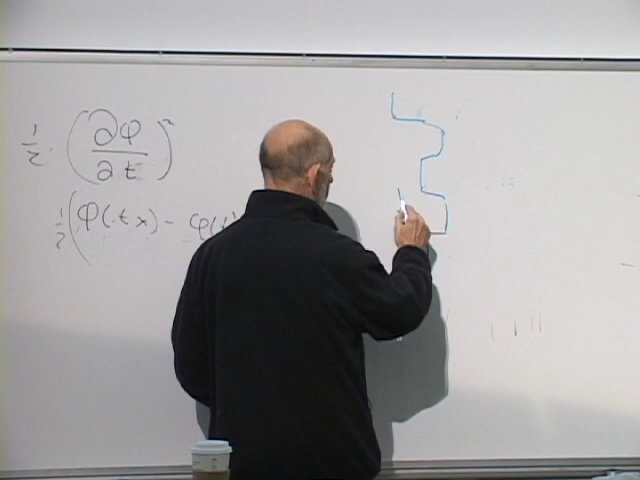 1/2 (∂φ/∂t)²
1/2 (φ(t x) - φ(t